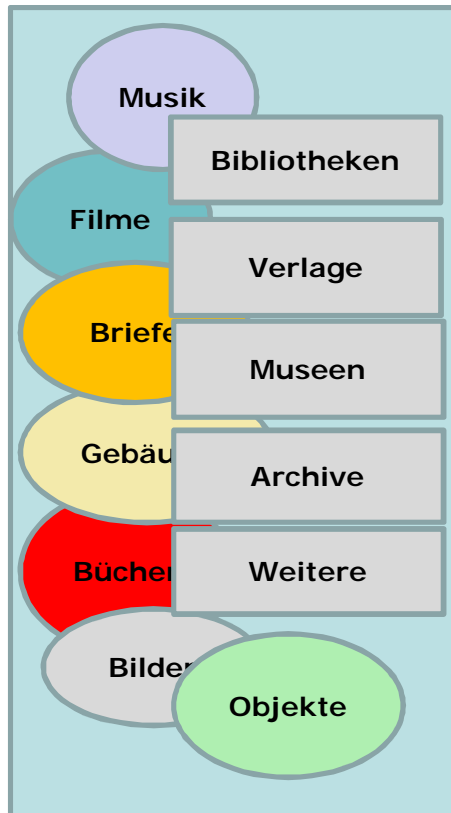 Musik
Bibliotheken
Filme
Verlage
Briefe
Museen
Gebäu
Archive
Bücher
Weitere
Bilder
Objekte